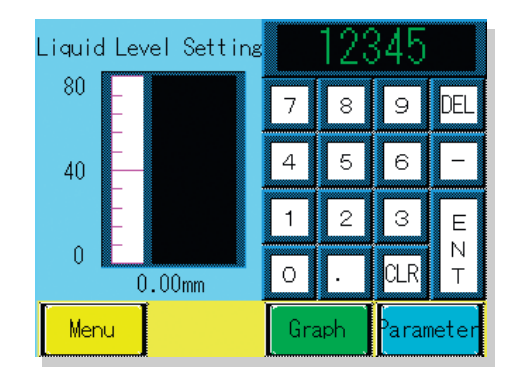 Liquid Level Setting
12345
80
40
0
0.00mm
7 8 9 DEL
4 5 6 -
1 2 3 ENT
0 . CLR
Menu Graph Parameter